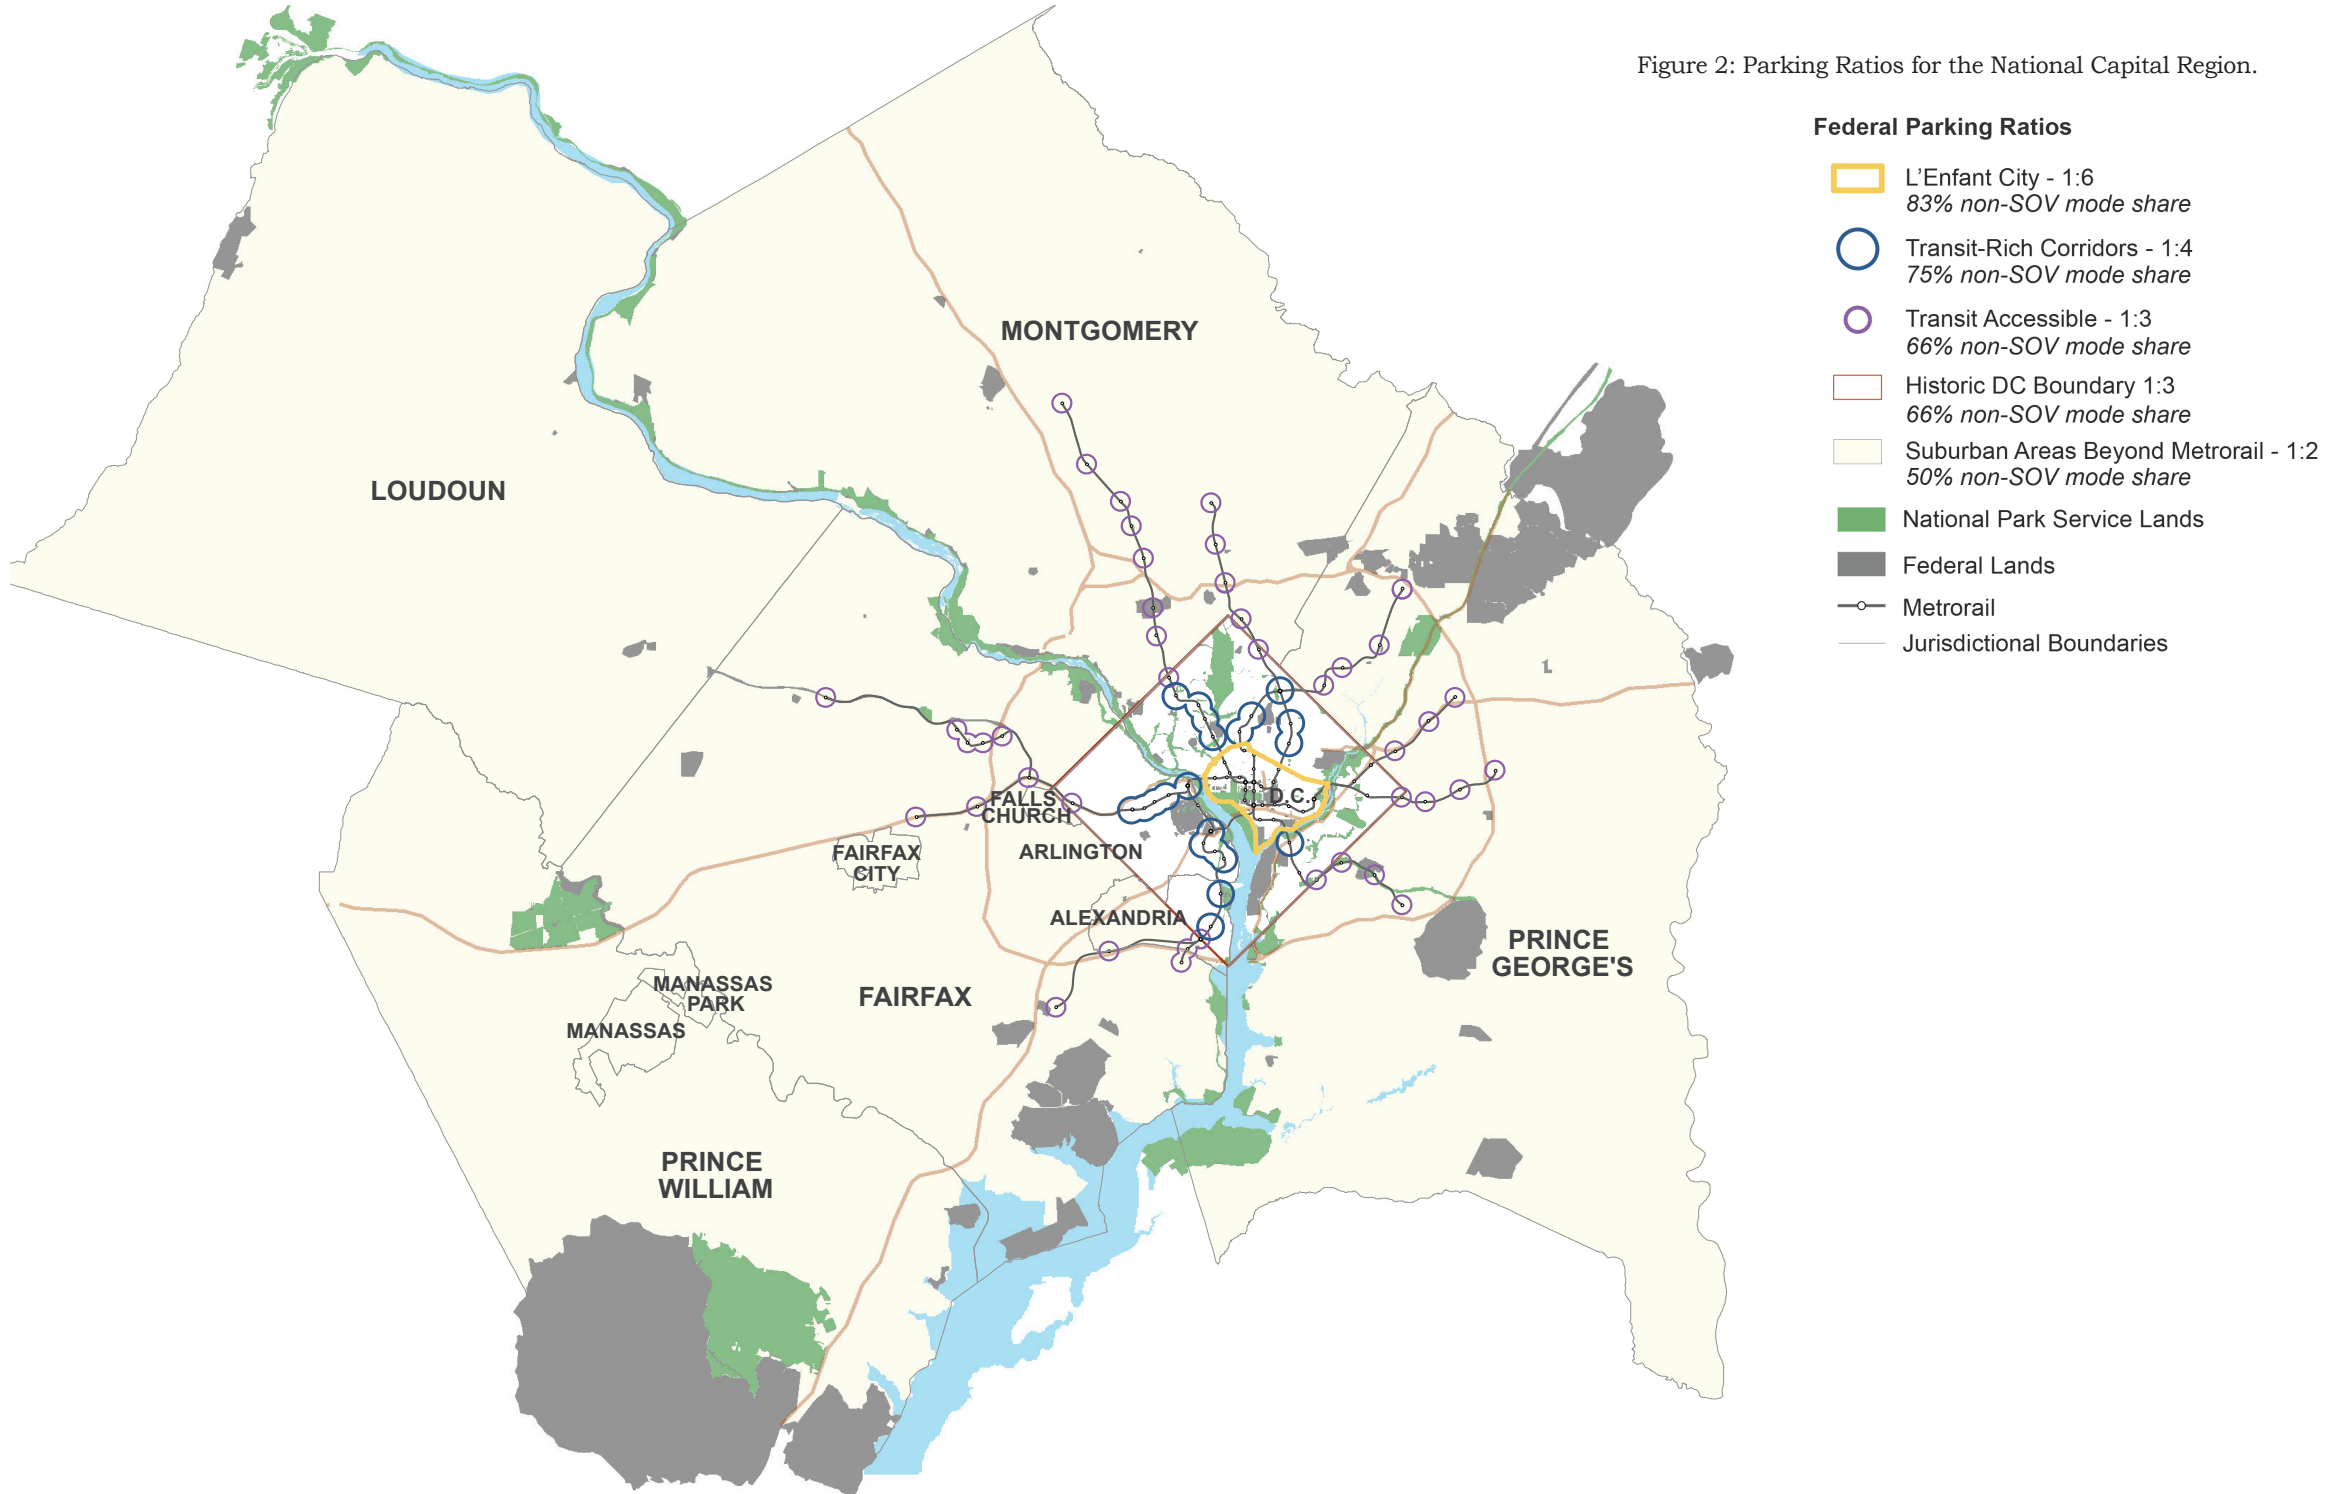 Figure 2: Parking Ratios for the National Capital Region.
Federal Parking Ratios
L'Enfant City - 1:6
83% non-SOV mode share
Transit-Rich Corridors - 1:4
75% non-SOV mode share
Transit Accessible - 1:3
66% non-SOV mode share
Historic DC Boundary 1:3
66% non-SOV mode share
Suburban Areas Beyond Metrorail - 1:2
50% non-SOV mode share
National Park Service Lands
Federal Lands
Metrorail
Jurisdictional Boundaries
MONTGOMERY
LOUDOUN
D.C.
FALLS
CHURCH
ARLINGTON
FAIRFAX
CITY
ALEXANDRIA
PRINCE
GEORGE'S
MANASSAS
PARK
FAIRFAX
MANASSAS
PRINCE
WILLIAM